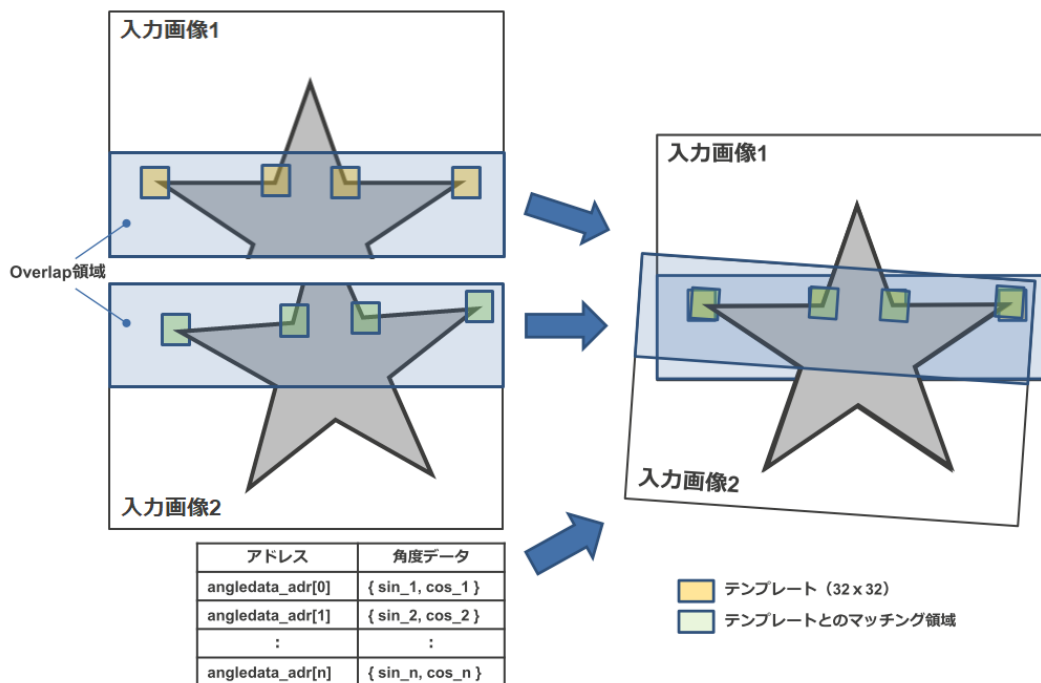 入力画像1
Overlap領域
入力画像2
アドレス 角度データ
angledata_adr[0] { sin_1, cos_1 }
angledata_adr[1] { sin_2, cos_2 }
: :
angledata_adr[n] { sin_n, cos_n }
入力画像1
入力画像2
テンプレート（32 x 32）
テンプレートとのマッチング領域